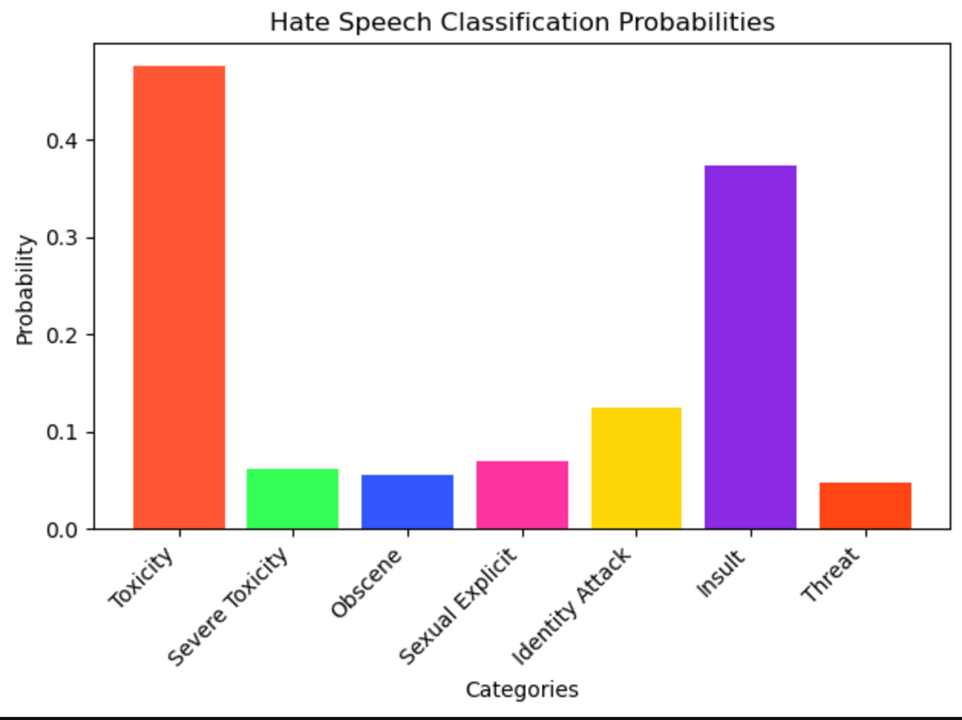 Hate Speech Classification Probabilities
Probability
0.4
0.3
0.2
0.1
0.0
Toxicity
Severe Toxicity
Obscene
Sexual Explicit
Identity Attack
Insult
Threat
Categories